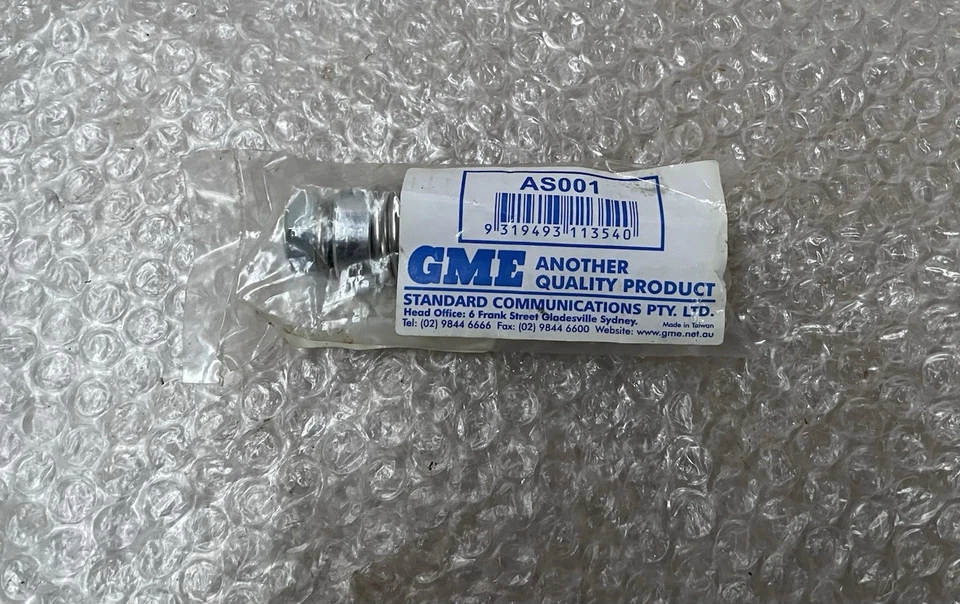 AS001
9 319493 113540
GME ANOTHER
QUALITY PRODUCT
STANDARD COMMUNICATIONS PTY. LTD.
Head Office: 6 Frank Street Gladesville Sydney.
Made in Taiwan
Tel: (02) 9844 6666 Fax: (02) 9844 6600 Website: www.gme.net.au